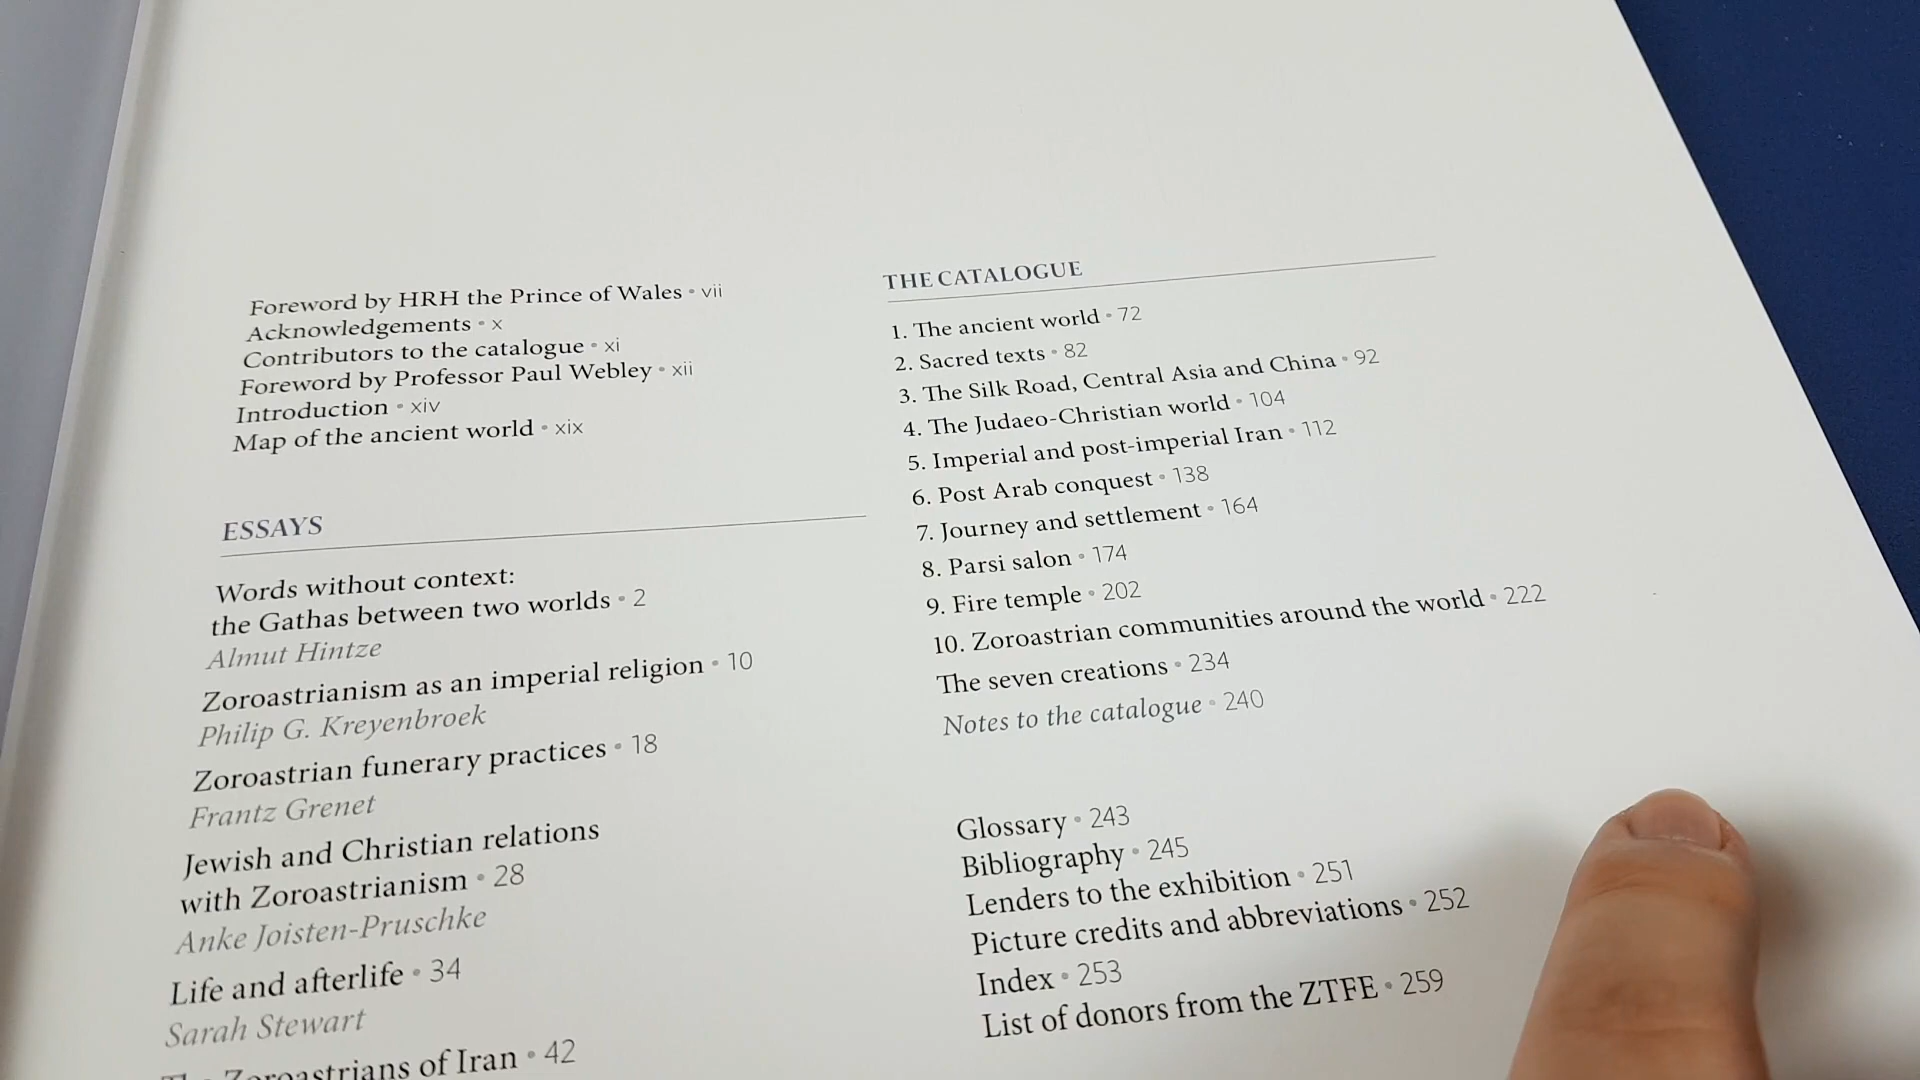 Foreword by HRH the Prince of Wales • vii
Acknowledgements • x
Contributors to the catalogue • xi
Foreword by Professor Paul Webley • xii
Introduction • xiv
Map of the ancient world • xix
ESSAYS
Words without context:
the Gathas between two worlds • 2
Almut Hintze
Zoroastrianism as an imperial religion • 10
Philip G. Kreyenbroek
Zoroastrian funerary practices • 18
Frantz Grenet
Jewish and Christian relations
with Zoroastrianism • 28
Anke Joisten-Pruschke
Life and afterlife • 34
Sarah Stewart
The Zoroastrians of Iran • 42
THE CATALOGUE
1. The ancient world • 72
2. Sacred texts • 82
3. The Silk Road, Central Asia and China • 92
4. The Judaeo-Christian world • 104
5. Imperial and post-imperial Iran • 112
6. Post Arab conquest • 138
7. Journey and settlement • 164
8. Parsi salon • 174
9. Fire temple • 202
10. Zoroastrian communities around the world • 222
The seven creations • 234
Notes to the catalogue • 240
Glossary • 243
Bibliography • 245
Lenders to the exhibition • 251
Picture credits and abbreviations • 252
Index • 253
List of donors from the ZTFE • 259